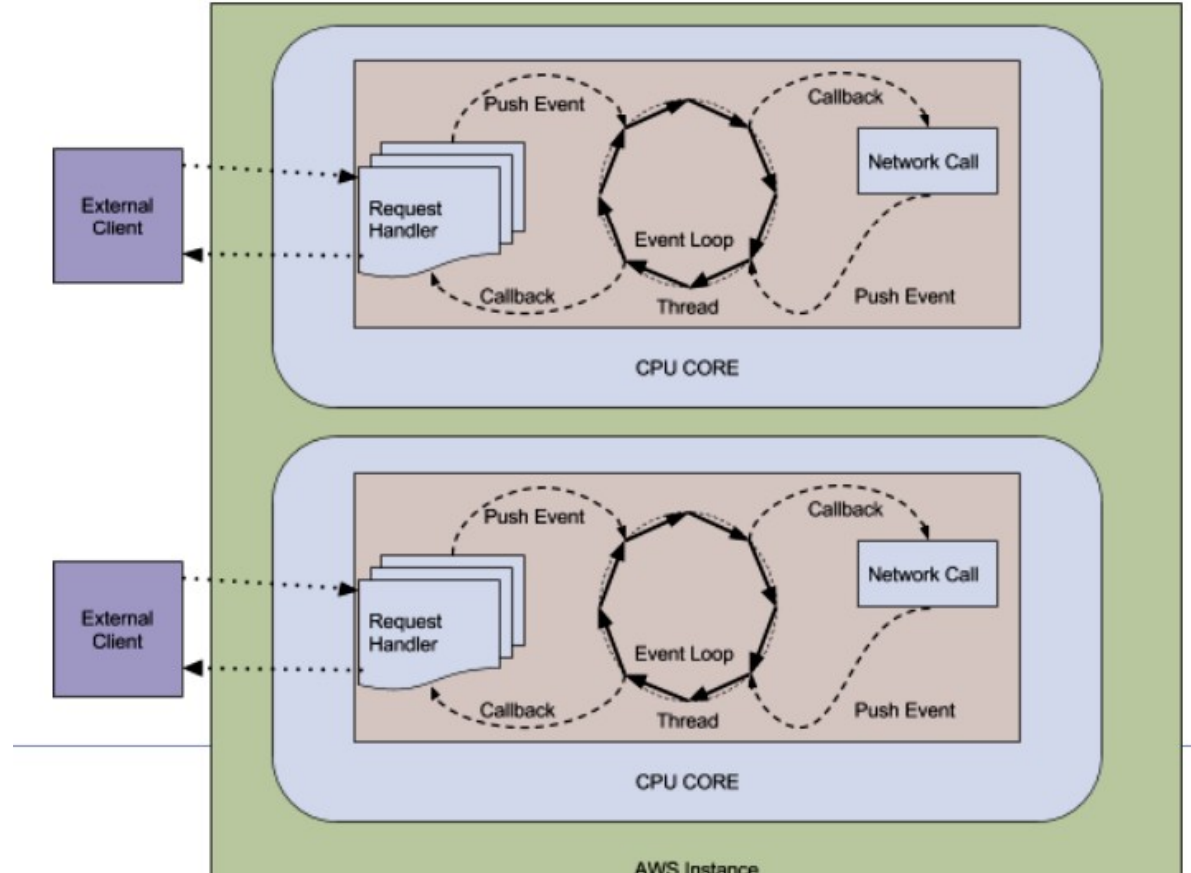 Push Event
Callback
Network Call
External
Client
Request
Handler
Event Loop
Callback
Thread
Push Event
CPU CORE
Push Event
Callback
Network Call
External
Client
Request
Handler
Event Loop
Callback
Thread
Push Event
CPU CORE
AWS Instance